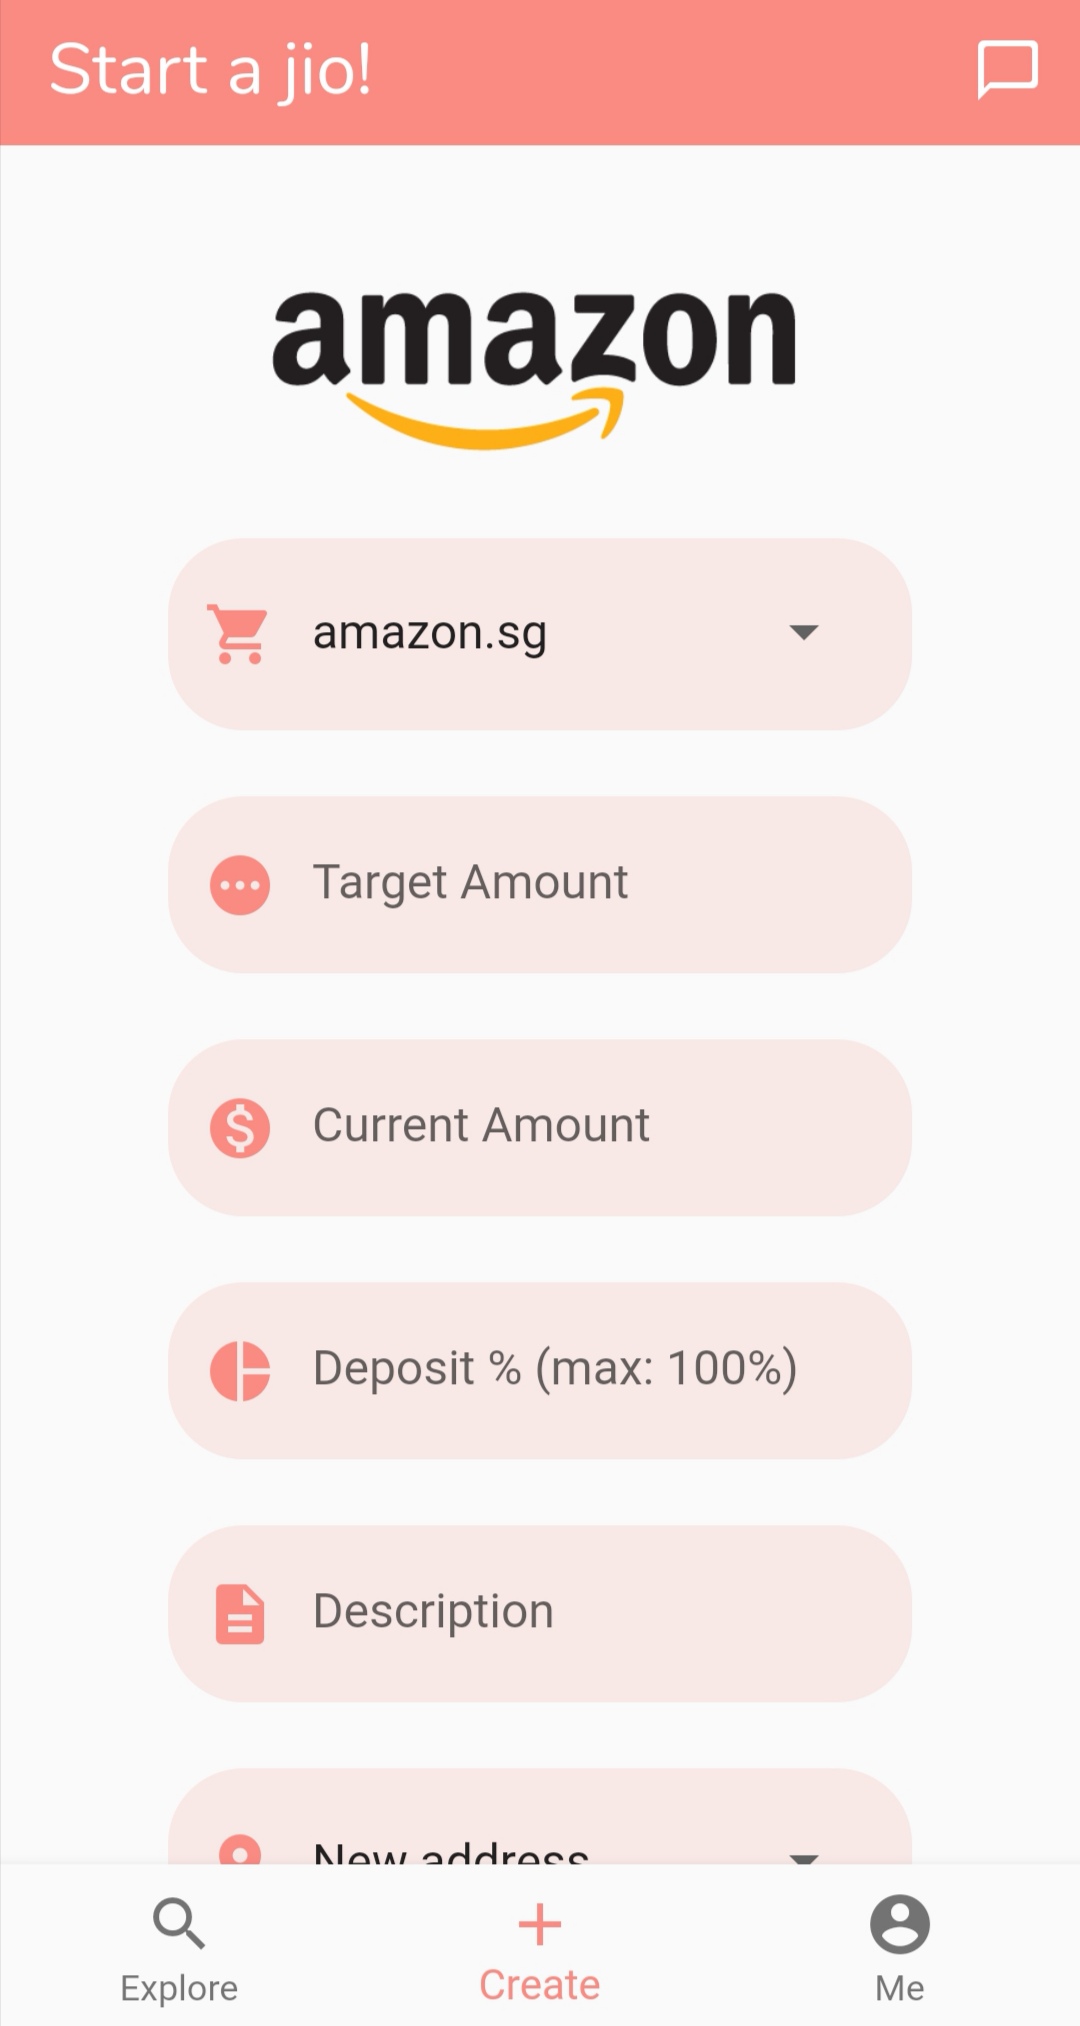 Start a jio!
amazon
amazon.sg
Target Amount
Current Amount
Deposit % (max: 100%)
Description
New address
Explore
Create
Me